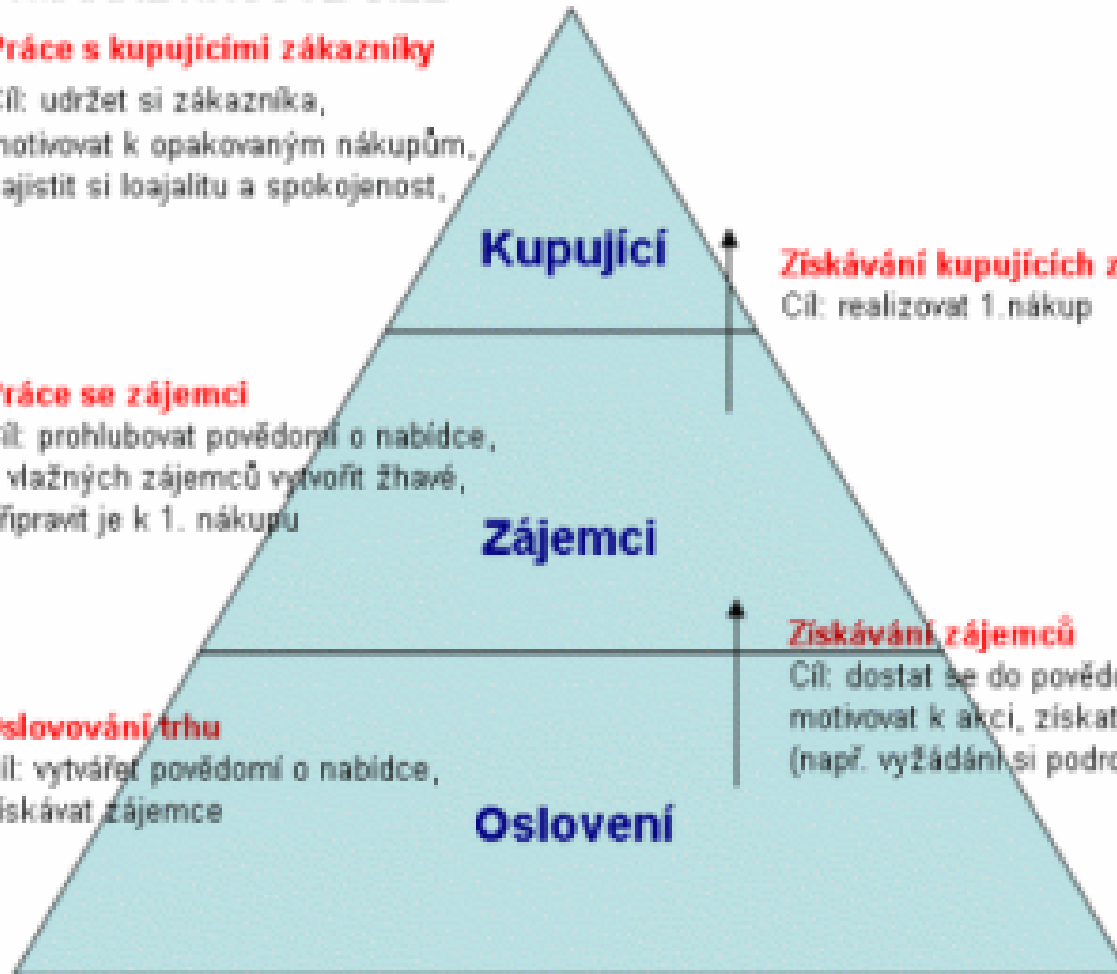 Práce s kupujícími zákazníky
Cíl: udržet si zákazníka,
motivovat k opakovaným nákupům,
zajistit si loajalitu a spokojenost,
Kupující
Získávání kupujících z
Cíl: realizovat 1.nákup
Práce se zájemci
Cíl: prohlubovat povědomí o nabídce,
vlažných zájemců vytvořit žhavé,
připravit je k 1. nákupu
Zájemci
Získávání zájemců
Cíl: dostat se do povědo
motivovat k akci, získat
(např. vyžádání si podro
Oslovování trhu
Cíl: vytvářet povědomí o nabídce,
získávat zájemce
Oslovení